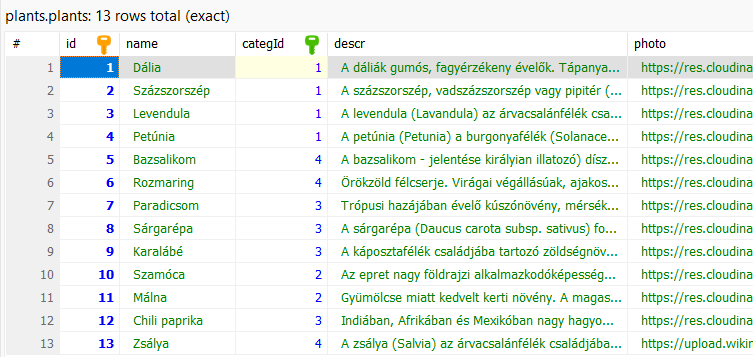 plants.plants: 13 rows total (exact)
# id name categId descr photo
1 1 Dália 1 A dáliák gumós, fagyérzékeny évelők. Tápanya... https://res.cloudina
2 2 Százszorszép 1 A százszorszép, vadszázszorszép vagy pipitér (... https://res.cloudina
3 3 Levendula 1 A levendula (Lavandula) az árvacsalánfélék csa... https://res.cloudina
4 4 Petúnia 1 A petúnia (Petunia) a burgonyafélék (Solanace... https://res.cloudina
5 5 Bazsalikom 4 A bazsalikom - jelentése királyian illatozó) dísz... https://res.cloudina
6 6 Rozmaring 4 Örökzöld félcserje. Virágai végállásúak, ajakos... https://res.cloudina
7 7 Paradicsom 3 Trópusi hazájában évelő kúszónövény, mérsék... https://res.cloudina
8 8 Sárgarépa 3 A sárgarépa (Daucus carota subsp. sativus) fo... https://res.cloudina
9 9 Karalábé 3 A káposztafélék családjába tartozó zöldségnöv... https://res.cloudina
10 10 Szamóca 2 Az epret nagy földrajzi alkalmazkodóképesség... https://res.cloudina
11 11 Málna 2 Gyümölcse miatt kedvelt kerti növény. A magas... https://res.cloudina
12 12 Chili paprika 3 Indiában, Afrikában és Mexikóban nagy hagyo... https://res.cloudina
13 13 Zsálya 4 A zsálya (Salvia) az árvacsalánfélék családjába... https://upload.wikin